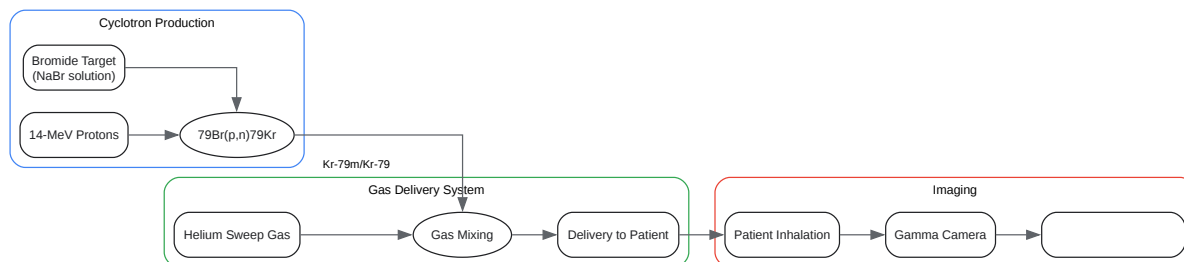 Cyclotron Production
Bromide Target
(NaBr solution)
14-MeV Protons
79Br(p,n)79Kr
Kr-79m/Kr-79
Gas Delivery System
Helium Sweep Gas
Gas Mixing
Delivery to Patient
Imaging
Patient Inhalation
Gamma Camera